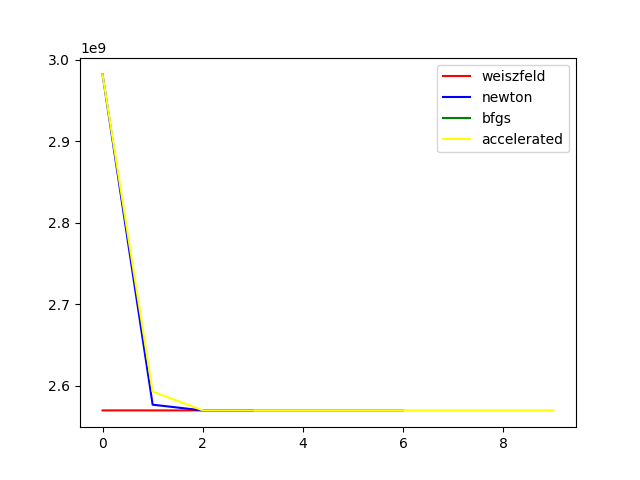 1e9
3.0
2.9
2.8
2.7
2.6
weiszfeld
newton
bfgs
accelerated
0 2 4 6 8